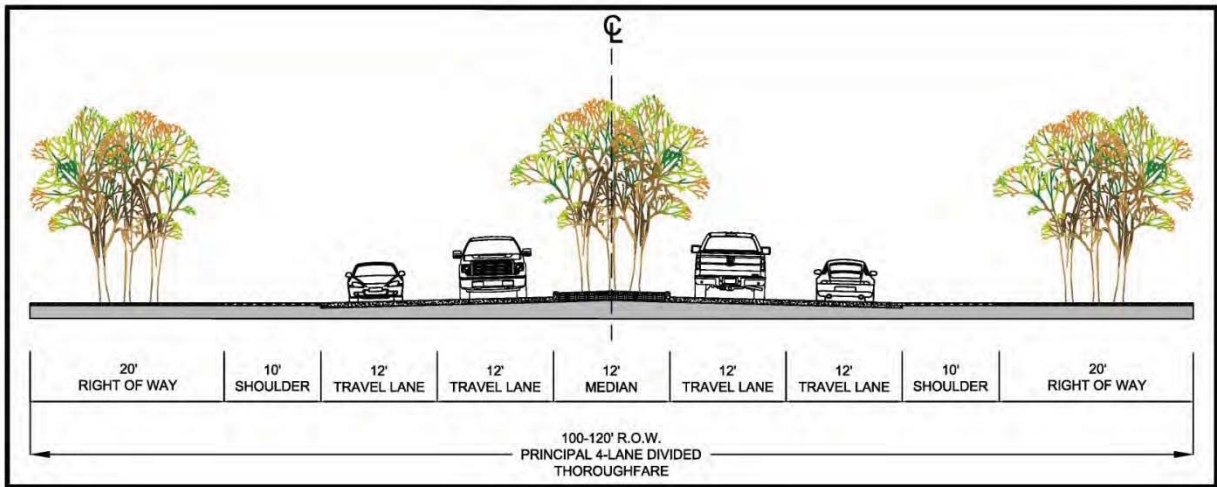 ℄
20'
RIGHT OF WAY
10'
SHOULDER
12'
TRAVEL LANE
12'
TRAVEL LANE
12'
MEDIAN
12'
TRAVEL LANE
12'
TRAVEL LANE
10'
SHOULDER
20'
RIGHT OF WAY
100-120' R.O.W.
PRINCIPAL 4-LANE DIVIDED
THOROUGHFARE